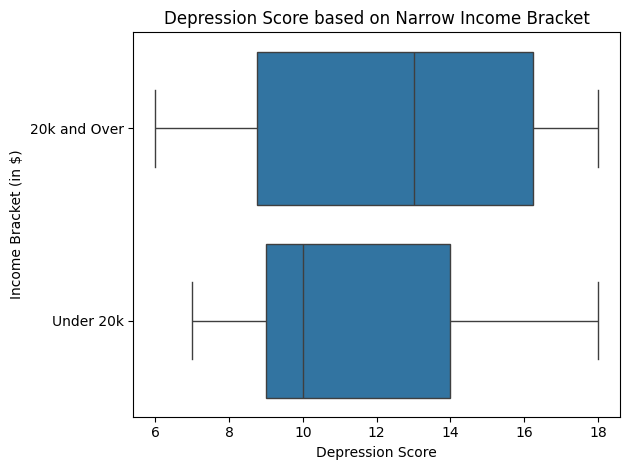 Depression Score based on Narrow Income Bracket
Income Bracket (in $)
20k and Over
Under 20k
6 8 10 12 14 16 18
Depression Score